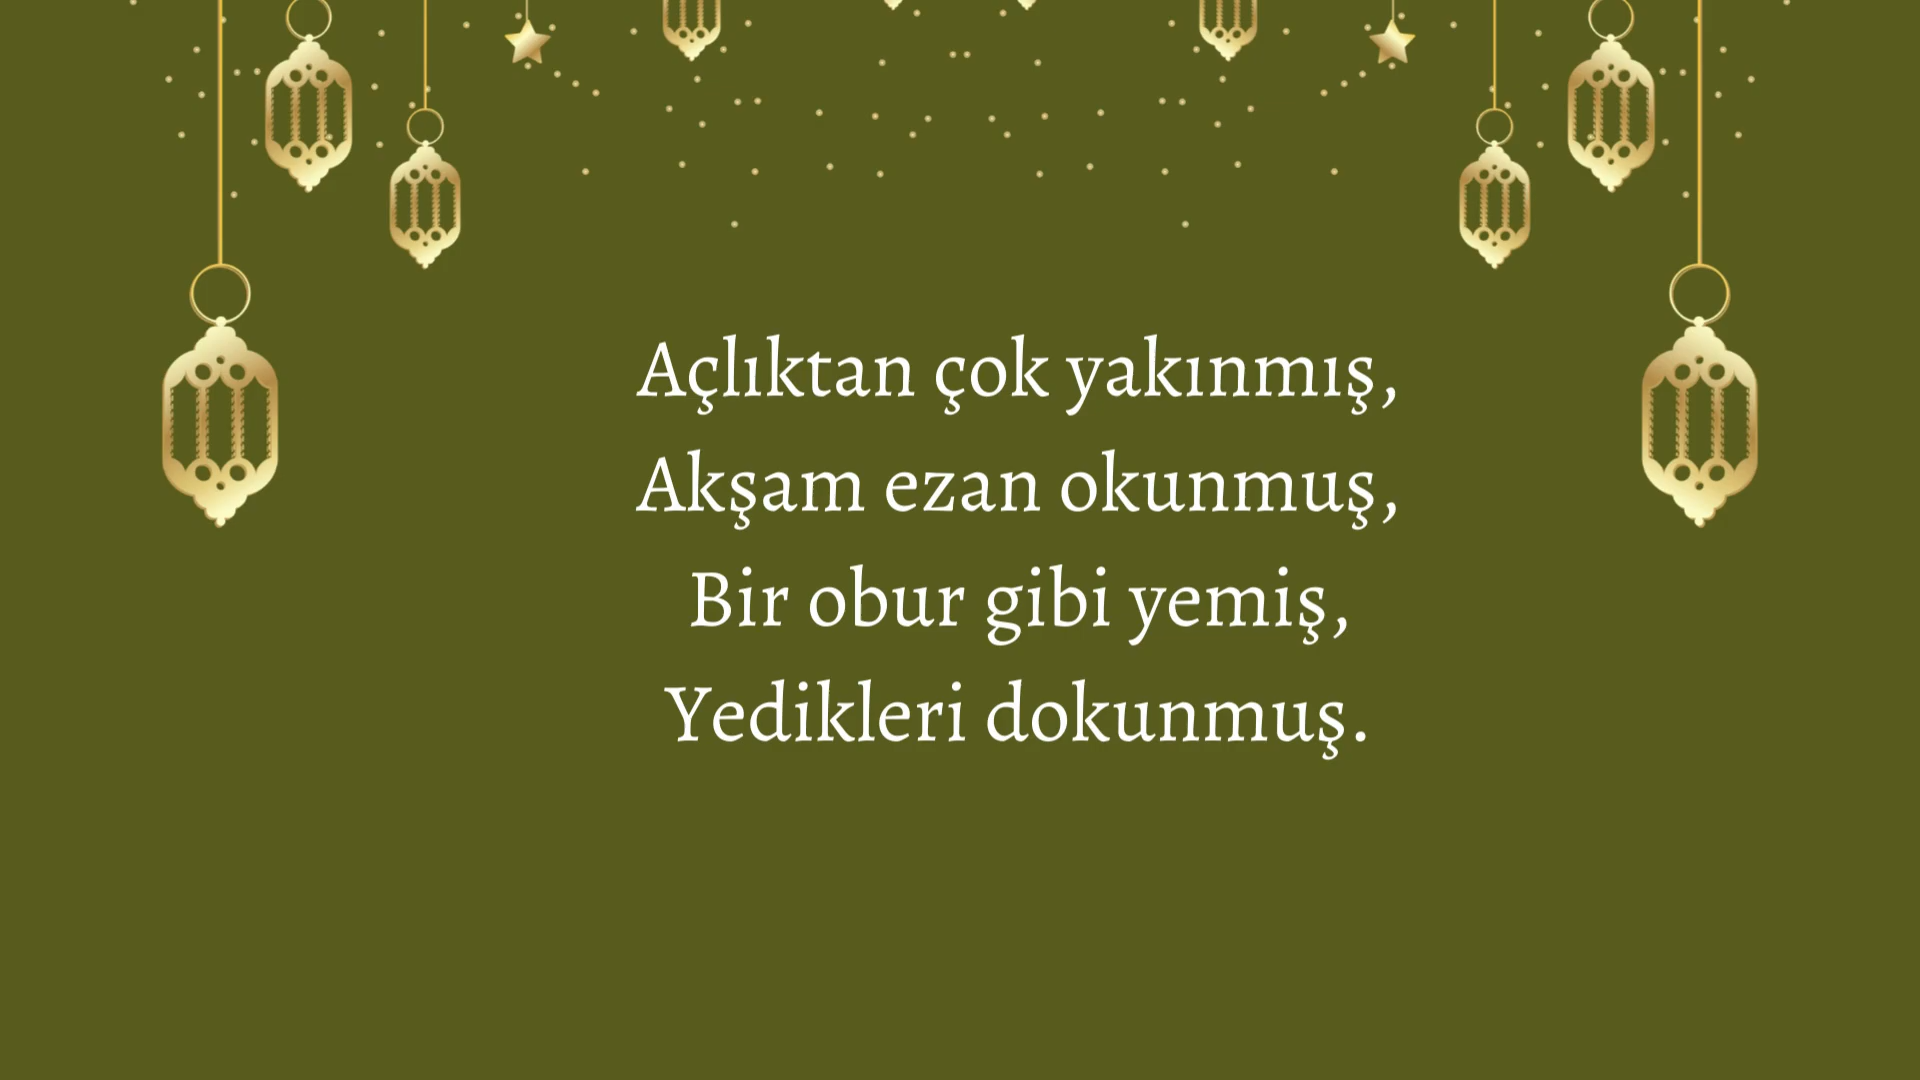 Açlıktan çok yakınmış,
Akşam ezan okunmuş,
Bir obur gibi yemiş,
Yedikleri dokunmuş.